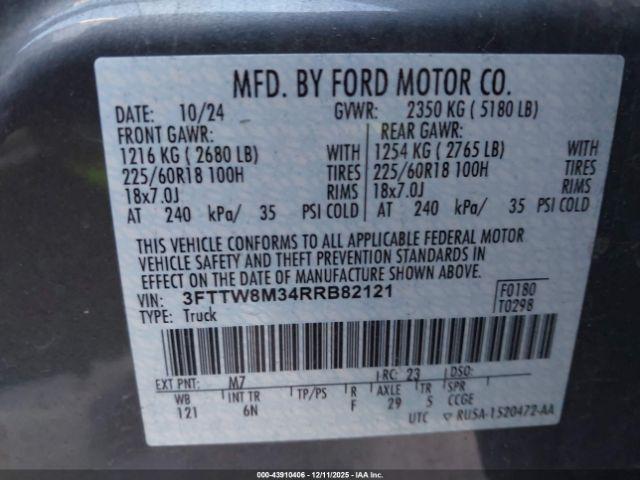 MFD. BY FORD MOTOR CO.
DATE: 10/24 GVWR: 2350 KG ( 5180 LB)
FRONT GAWR: REAR GAWR:
1216 KG ( 2680 LB) WITH 1254 KG ( 2765 LB) WITH
225/60R18 100H TIRES 225/60R18 100H TIRES
18x7.0J RIMS 18x7.0J RIMS
AT 240 kPa/ 35 PSI COLD AT 240 kPa/ 35 PSI COLD
THIS VEHICLE CONFORMS TO ALL APPLICABLE FEDERAL MOTOR
VEHICLE SAFETY AND THEFT PREVENTION STANDARDS IN
EFFECT ON THE DATE OF MANUFACTURE SHOWN ABOVE.
VIN: 3FTTW8M34RRB82121 F0180
TYPE: Truck T0298
EXT PNT: M7 RC: 23 DSO:
WB INT TR TP/PS R AXLE TR SPR
121 6N F 29 5 CCGE
UTC RUSA-1520472-AA
000-43910406 - 12/11/2025 - IAAI.COM